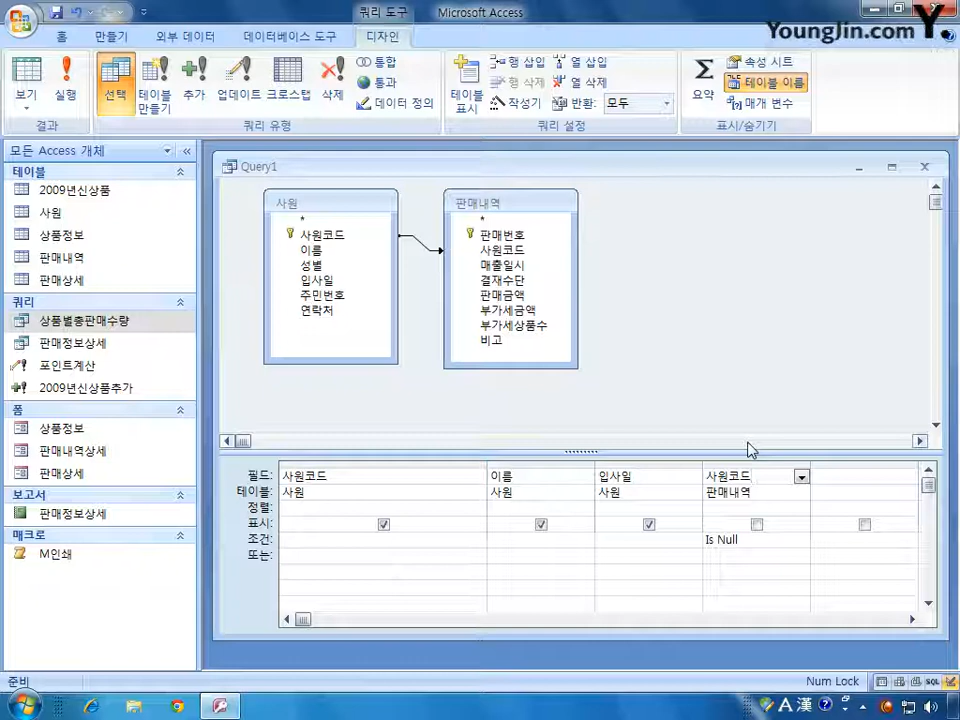 쿼리 도구
Microsoft Access
YoungJin.com Y.
홈
만들기
외부 데이터
데이터베이스 도구
디자인
보기
실행
결과
선택
테이블
만들기
추가
업데이트
크로스탭
삭제
통합
통과
데이터 정의
쿼리 유형
테이블
표시
행 삽입
행 삭제
작성기
열 삽입
열 삭제
반환: 모두
쿼리 설정
요약
속성 시트
테이블 이름
매개 변수
표시/숨기기
모든 Access 개체
테이블
2009년신상품
사원
상품정보
판매내역
판매상세
쿼리
상품별총판매수량
판매정보상세
포인트계산
2009년신상품추가
폼
상품정보
판매내역상세
판매상세
보고서
판매정보상세
매크로
M인쇄
Query1
사원
*
사원코드
이름
성별
입사일
주민번호
연락처
판매내역
*
판매번호
사원코드
매출일시
결재수단
판매금액
부가세금액
부가세상품수
비고
필드: 사원코드 이름 입사일 사원코드
테이블: 사원 사원 사원 판매내역
정렬:
표시:
조건: Is Null
또는:
준비
Num Lock
SQL
A 漢